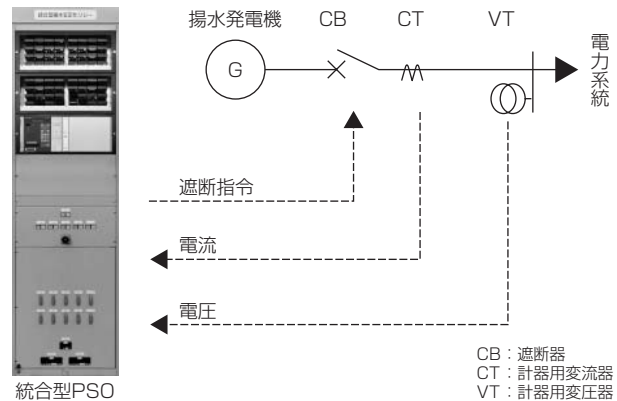 揚水発電機 CB CT VT
G
電力系統
遮断指令
電流
電圧
CB：遮断器
CT：計器用変流器
VT：計器用変圧器
統合型PSO